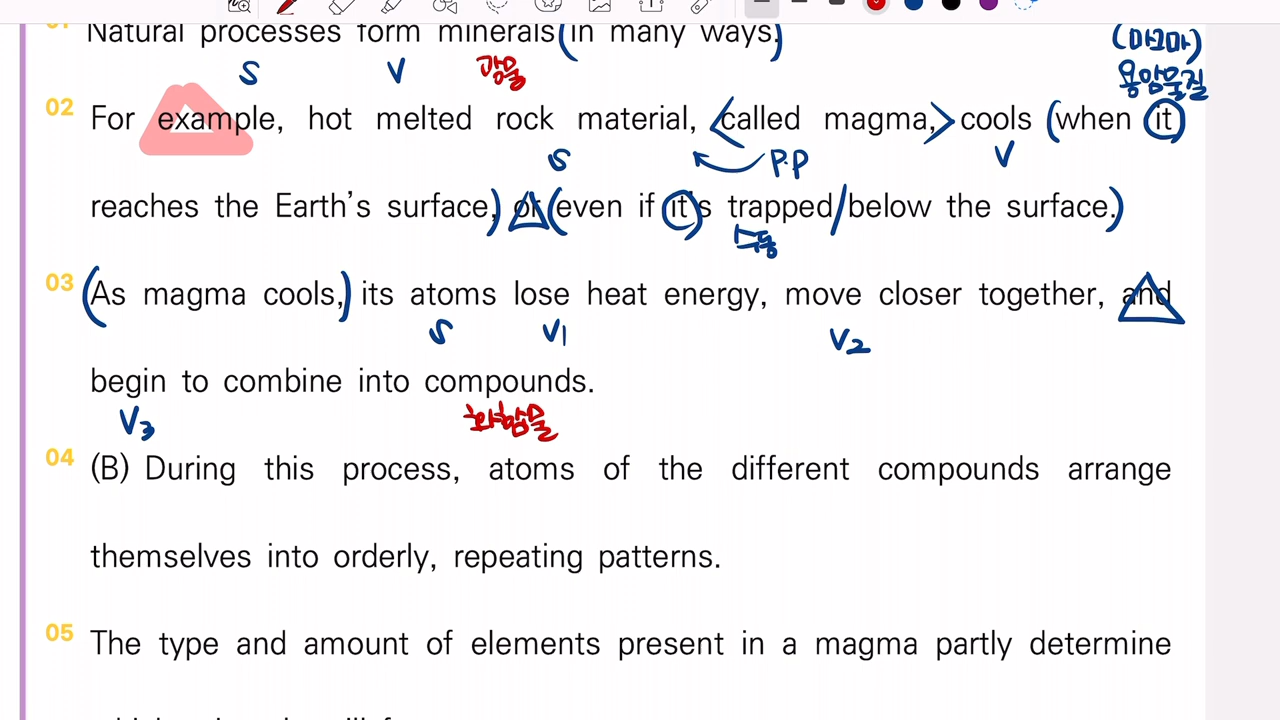 01 Natural processes form minerals (in many ways.)
S V 광물 (마그마)
용암물질
02 For example, hot melted rock material, <called magma,> cools (when it
S P.P V
reaches the Earth's surface,) or (even if it's trapped / below the surface.)
수동
03 (As magma cools,) its atoms lose heat energy, move closer together, and
S V1 V2
begin to combine into compounds.
V3 화합물
04 (B) During this process, atoms of the different compounds arrange
themselves into orderly, repeating patterns.
05 The type and amount of elements present in a magma partly determine